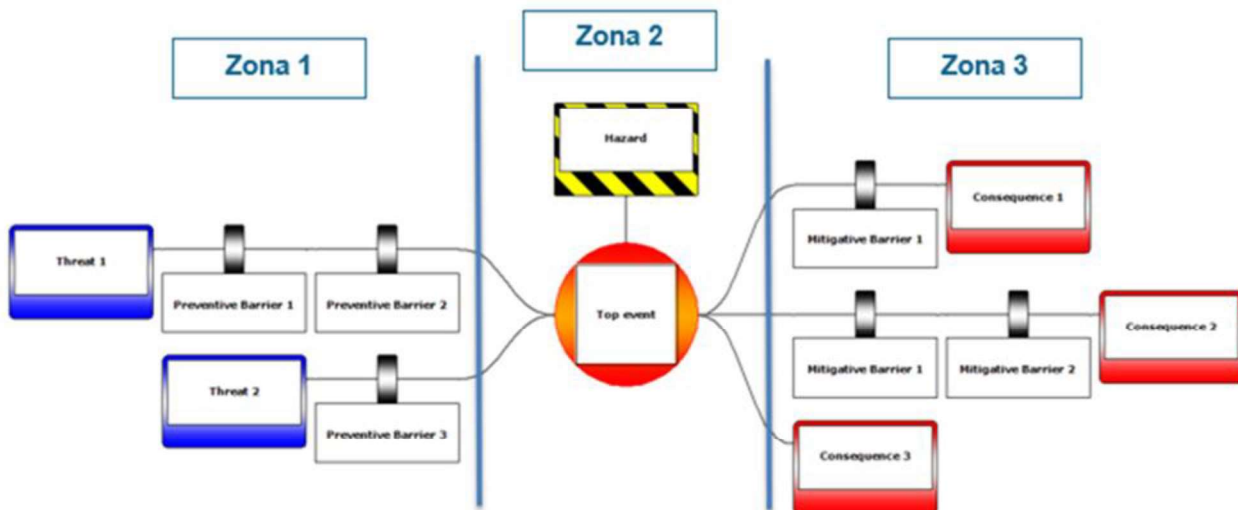 Zona 1
Zona 2
Zona 3
Hazard
Threat 1
Preventive Barrier 1
Preventive Barrier 2
Threat 2
Preventive Barrier 3
Top event
Mitigative Barrier 1
Consequence 1
Mitigative Barrier 1
Mitigative Barrier 2
Consequence 2
Consequence 3